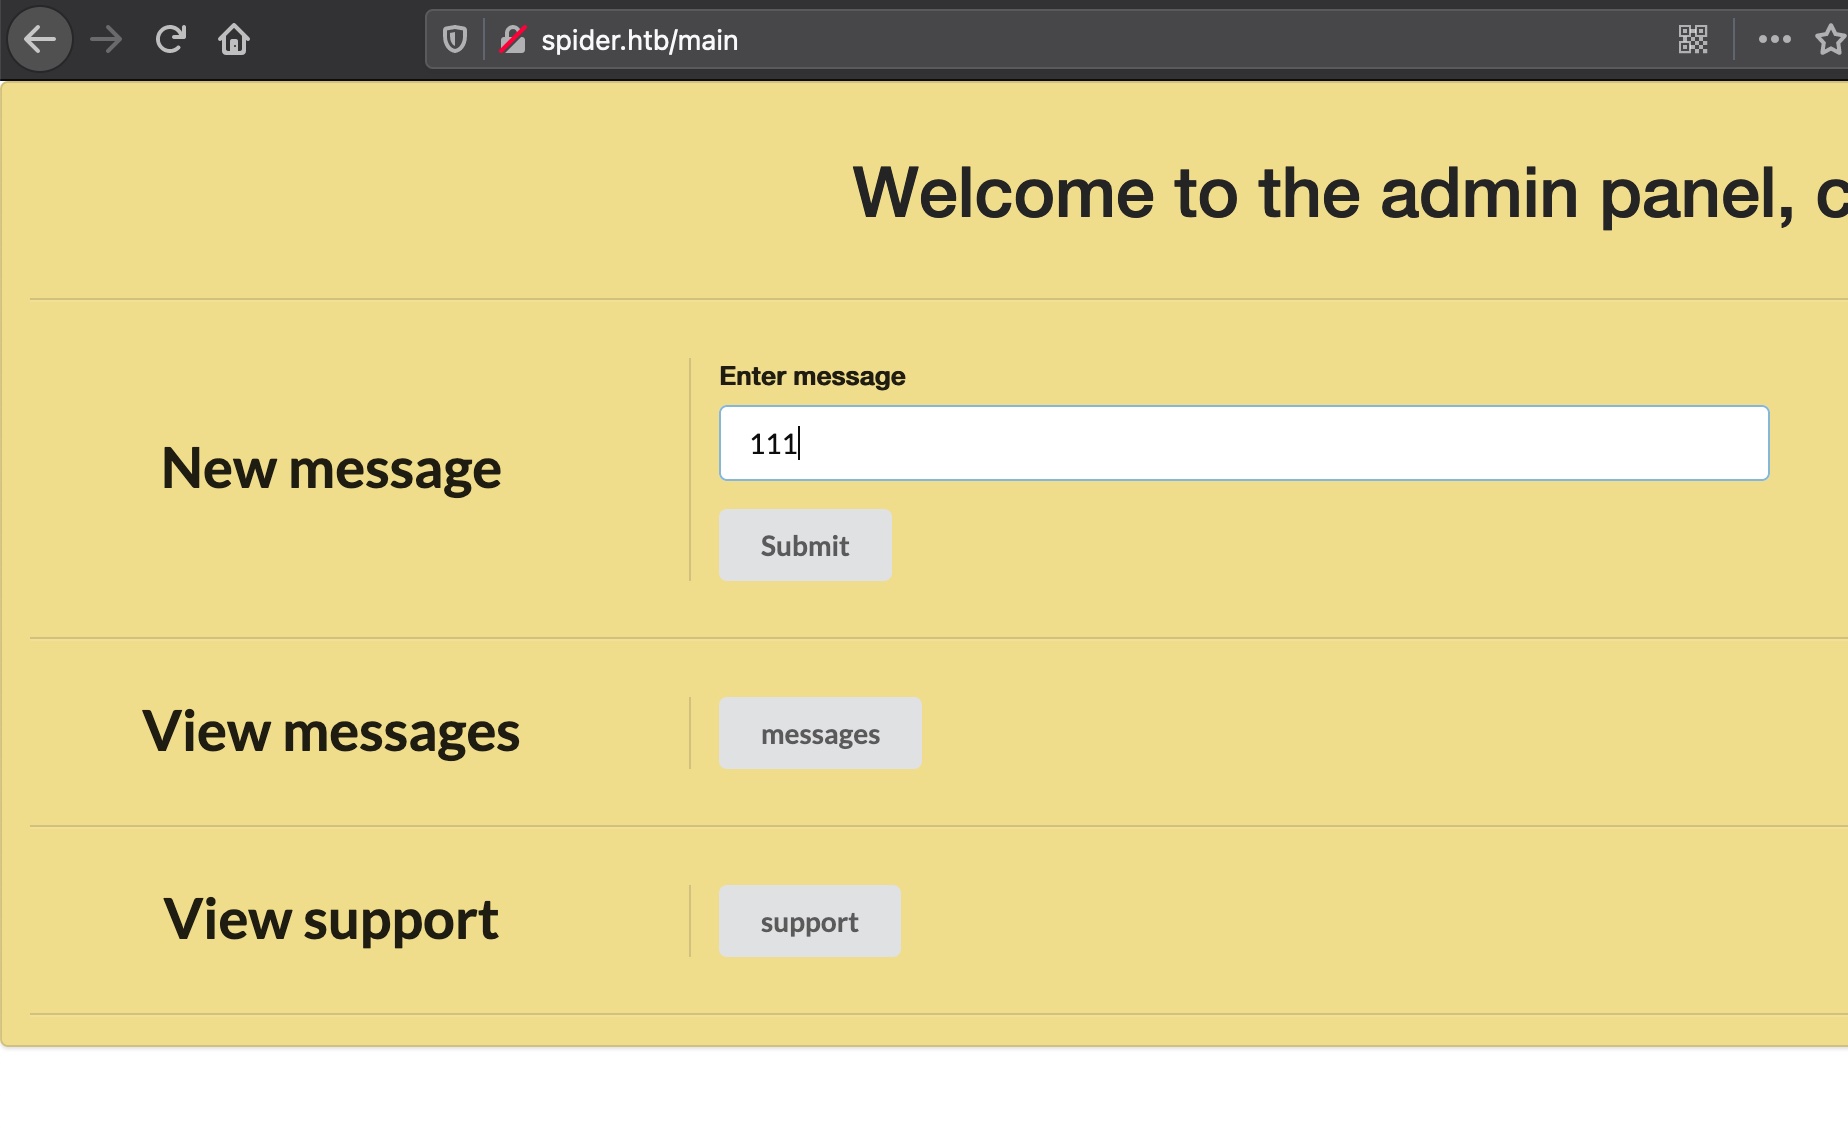 spider.htb/main
Welcome to the admin panel, c
Enter message
111
New message
Submit
View messages
messages
View support
support